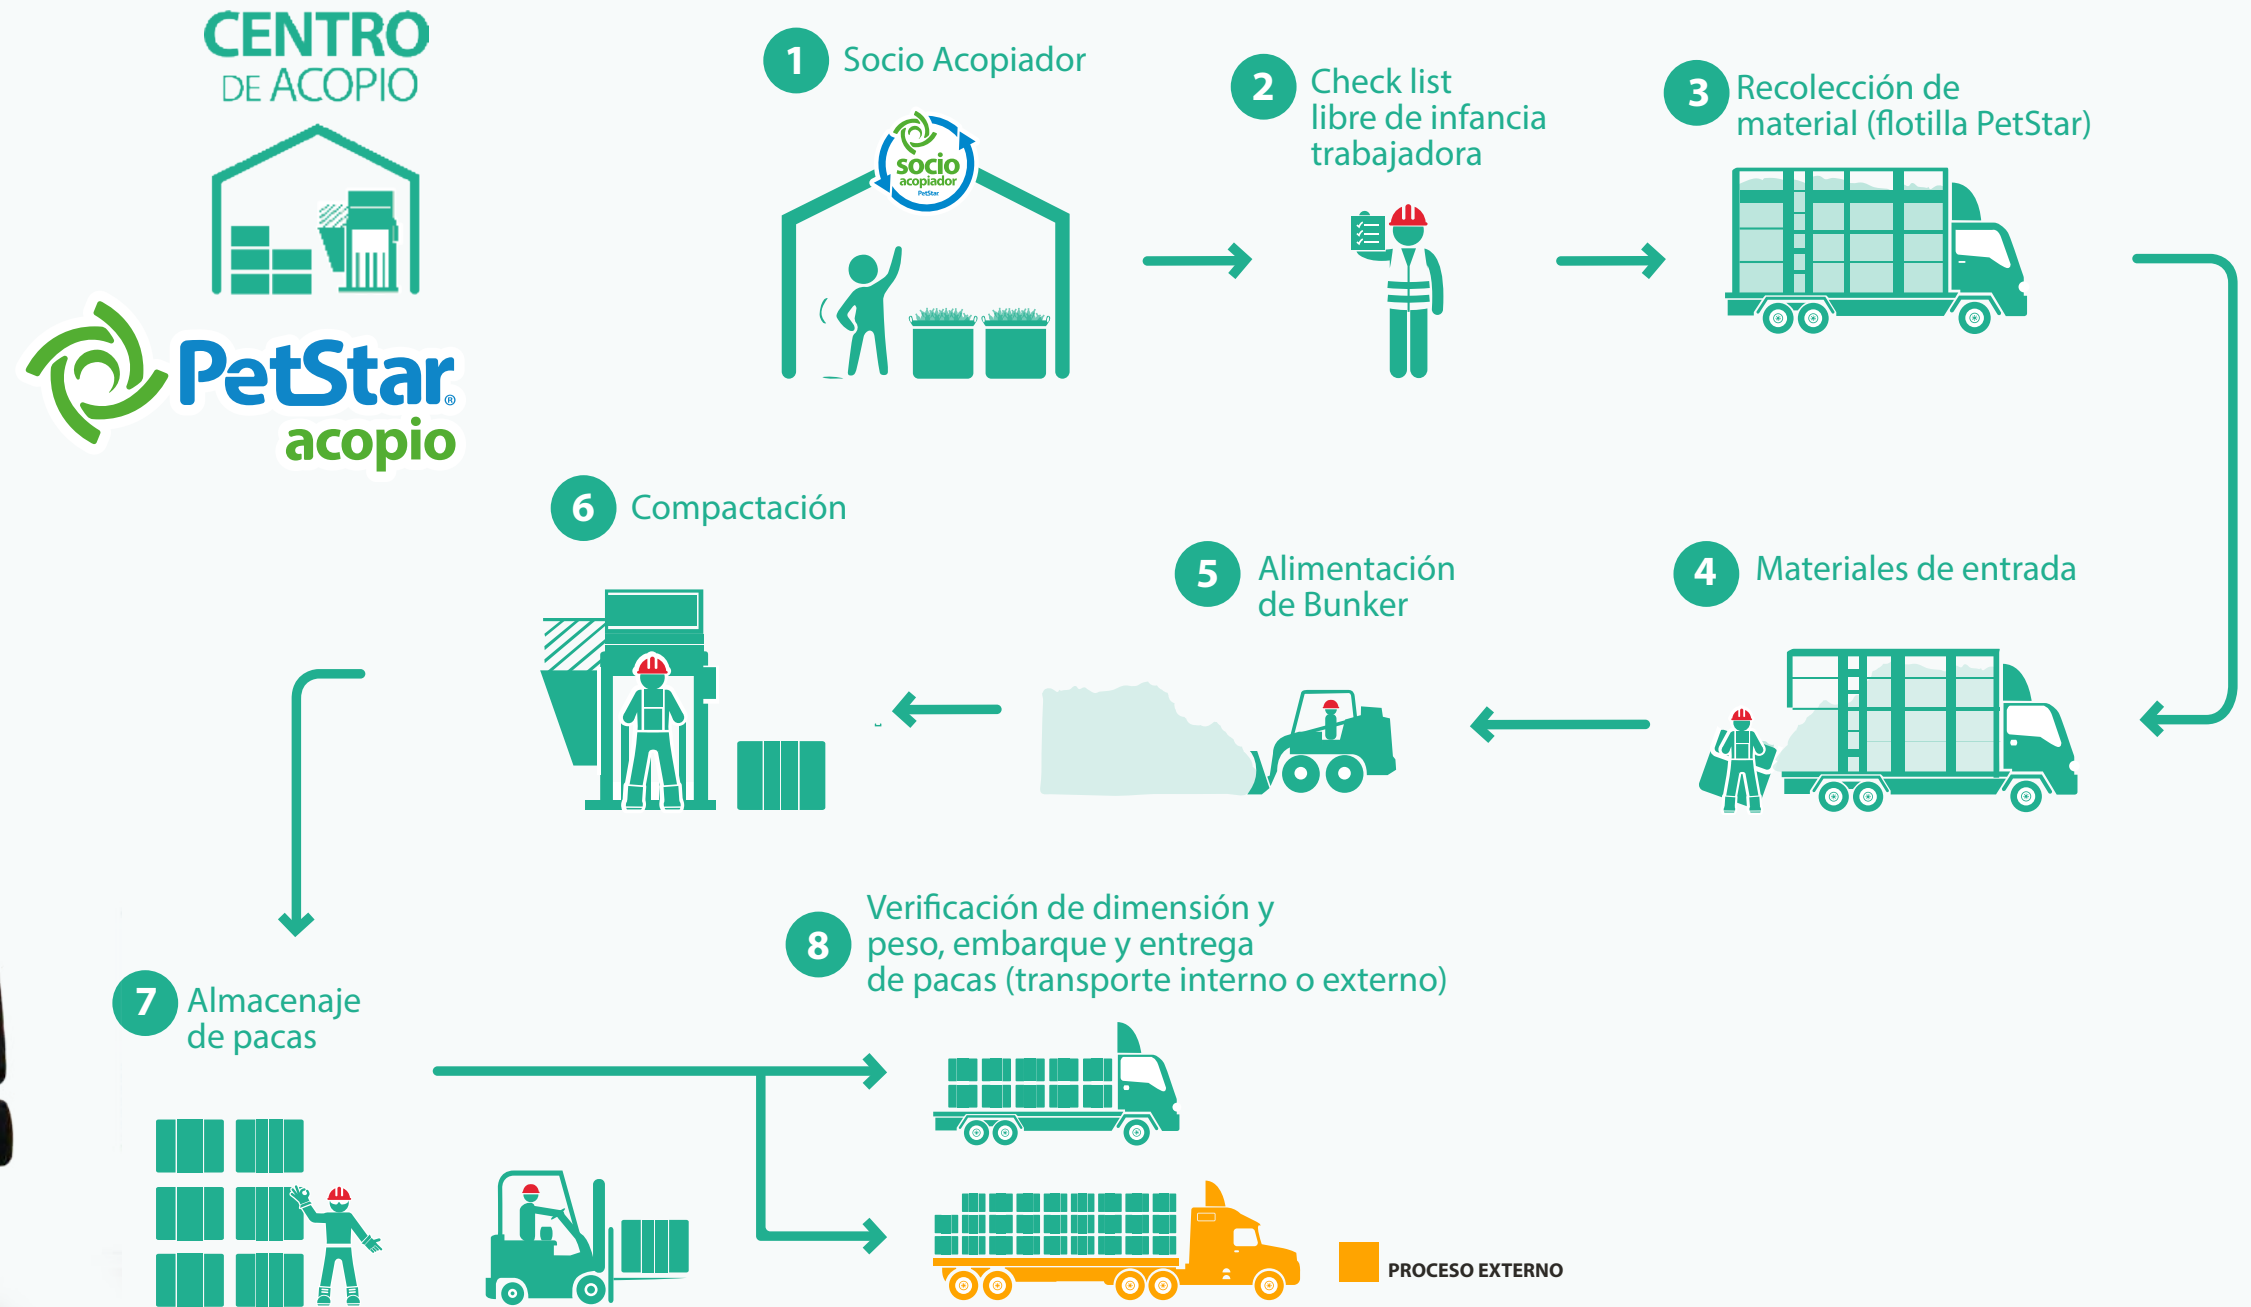 CENTRO
DE ACOPIO
PetStar®
acopio
1 Socio Acopiador
socio
acopiador
PetStar
2 Check list
libre de infancia
trabajadora
3 Recolección de
material (flotilla PetStar)
4 Materiales de entrada
5 Alimentación
de Bunker
6 Compactación
7 Almacenaje
de pacas
8 Verificación de dimensión y
peso, embarque y entrega
de pacas (transporte interno o externo)
PROCESO EXTERNO